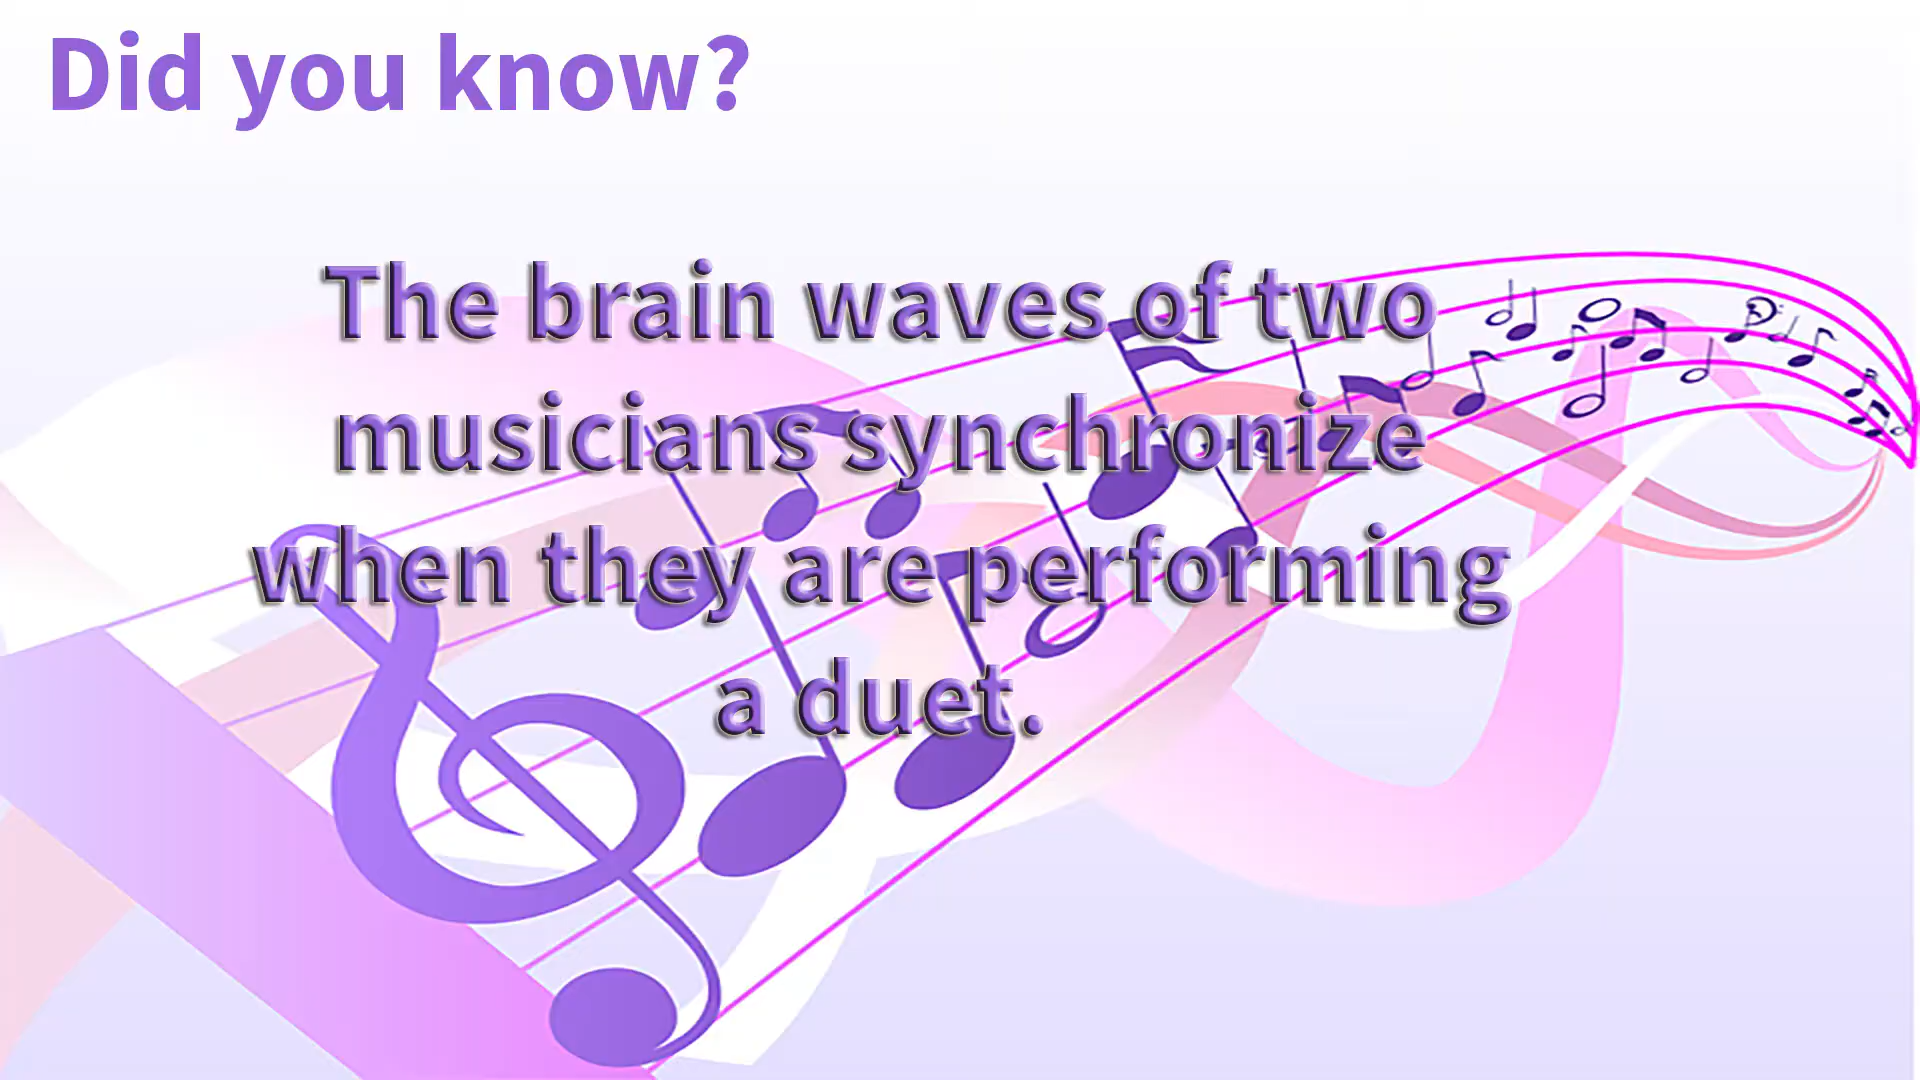 Did you know?
The brain waves of two
musicians synchronize
when they are performing
a duet.